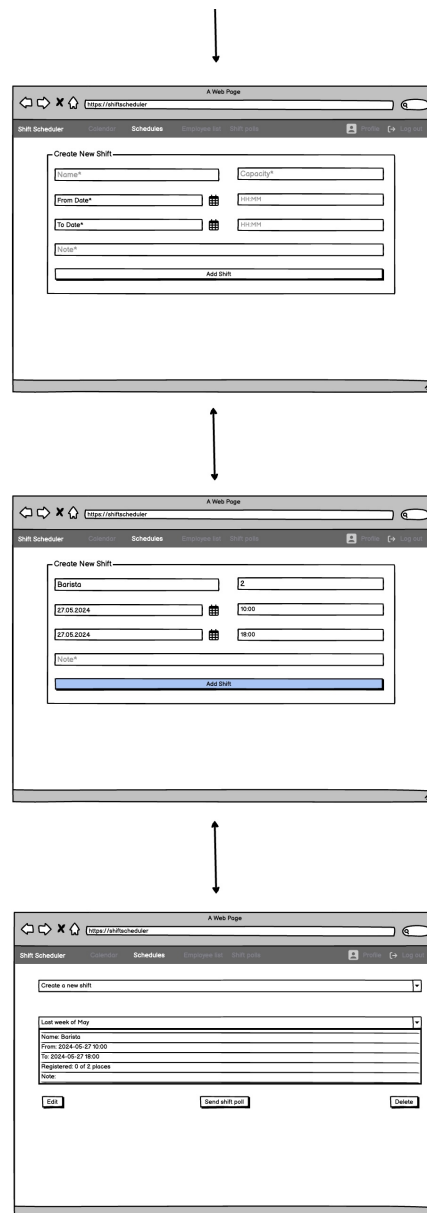 A Web Page
https://shiftscheduler
Shift Scheduler Calendar Schedules Employee list Shift polls Profile Log out
Create New Shift
Name* Capacity*
From Date* HH:MM
To Date* HH:MM
Note*
Add Shift
A Web Page
https://shiftscheduler
Shift Scheduler Calendar Schedules Employee list Shift polls Profile Log out
Create New Shift
Barista 2
27.05.2024 10:00
27.05.2024 18:00
Note*
Add Shift
A Web Page
https://shiftscheduler
Shift Scheduler Calendar Schedules Employee list Shift polls Profile Log out
Create a new shift
Last week of May
Name: Barista
From: 2024-05-27 10:00
To: 2024-05-27 18:00
Registered: 0 of 2 places
Note:
Edit Send shift poll Delete